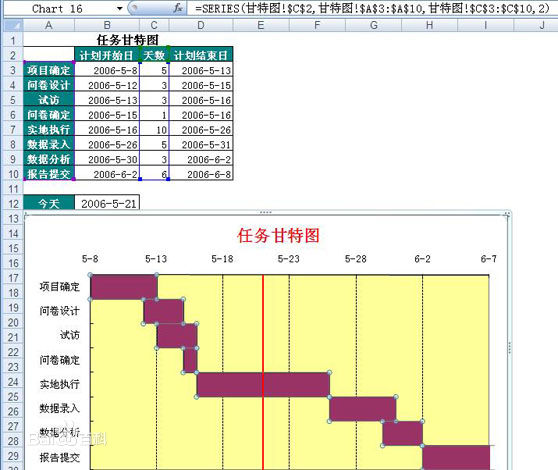 Chart 16 fx =SERIES(甘特图!$C$2,甘特图!$A$3:$A$10,甘特图!$C$3:$C$10,2)
A B C D E F G H I J
1 任务甘特图
2 计划开始日 天数 计划结束日
3 项目确定 2006-5-8 5 2006-5-13
4 问卷设计 2006-5-12 3 2006-5-15
5 试访 2006-5-13 3 2006-5-16
6 问卷确定 2006-5-15 1 2006-5-16
7 实地执行 2006-5-16 10 2006-5-26
8 数据录入 2006-5-26 5 2006-5-31
9 数据分析 2006-5-30 3 2006-6-2
10 报告提交 2006-6-2 6 2006-6-8
11
12 今天 2006-5-21
13
14 任务甘特图
15
16 5-8 5-13 5-18 5-23 5-28 6-2 6-7
17
18 项目确定
19 问卷设计
20
21 试访
22
23 问卷确定
24 实地执行
25
26 数据录入
27
28 数据分析
29 报告提交
Bai 百科